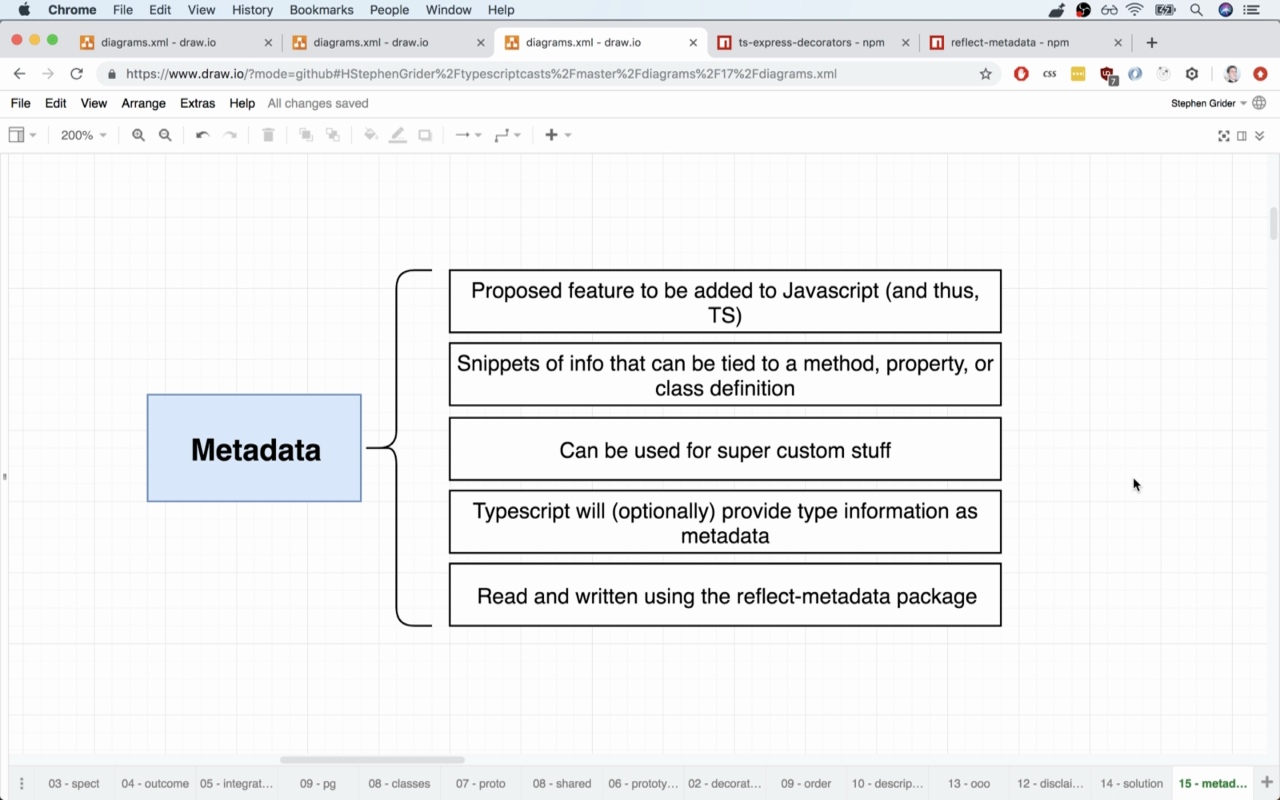 Chrome File Edit View History Bookmarks People Window Help
diagrams.xml - draw.io
diagrams.xml - draw.io
diagrams.xml - draw.io
ts-express-decorators - npm
reflect-metadata - npm
https://www.draw.io/?mode=github#HStephenGrider%2Ftypescriptcasts%2Fmaster%2Fdiagrams%2F17%2Fdiagrams.xml
CSS
7
File Edit View Arrange Extras Help All changes saved
Stephen Grider
200%
Metadata
Proposed feature to be added to Javascript (and thus,
TS)
Snippets of info that can be tied to a method, property, or
class definition
Can be used for super custom stuff
Typescript will (optionally) provide type information as
metadata
Read and written using the reflect-metadata package
03 - spect
04 - outcome
05 - integrat...
09 - pg
08 - classes
07 - proto
08 - shared
06 - prototy...
02 - decorat...
09 - order
10 - descrip...
13 - ooo
12 - disclai...
14 - solution
15 - metad...